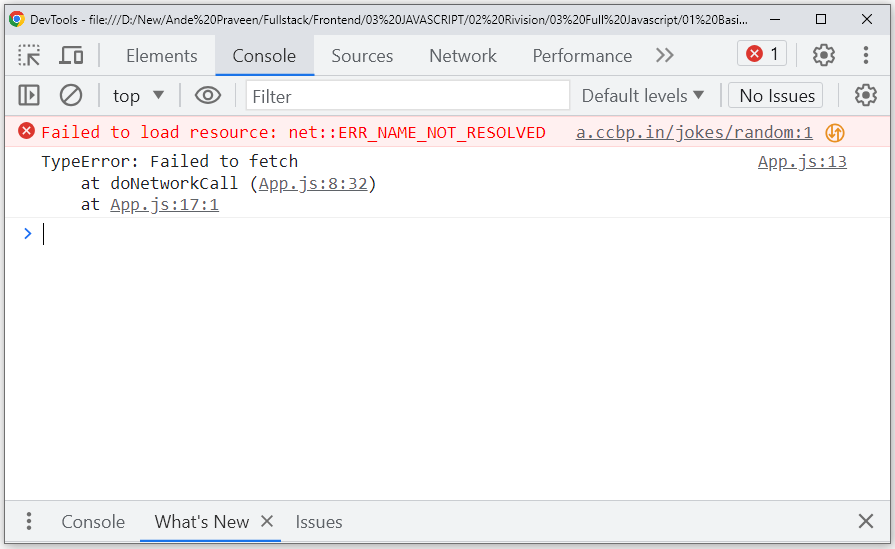 DevTools - file:///D:/New/Ande%20Praveen/Fullstack/Frontend/03%20JAVASCRIPT/02%20Rivision/03%20Full%20Javascript/01%20Basi...
Elements Console Sources Network Performance 1
top Filter Default levels No Issues
Failed to load resource: net::ERR_NAME_NOT_RESOLVED a.ccbp.in/jokes/random:1
TypeError: Failed to fetch App.js:13
at doNetworkCall (App.js:8:32)
at App.js:17:1
Console What's New Issues